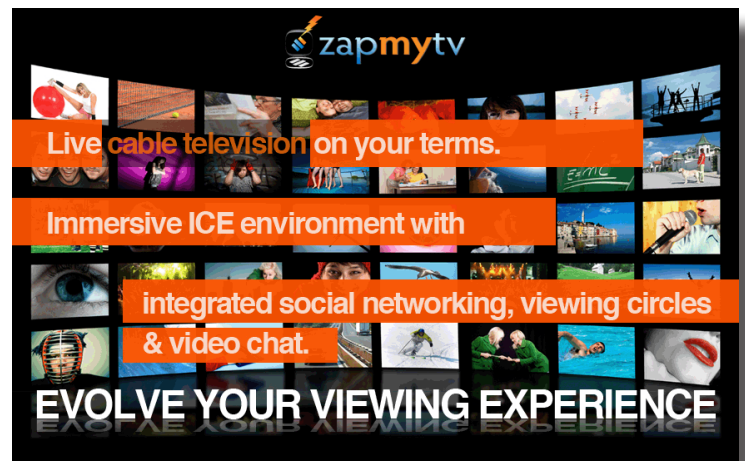 zapmytv
Live cable television on your terms.
Immersive ICE environment with
integrated social networking, viewing circles
& video chat.
EVOLVE YOUR VIEWING EXPERIENCE